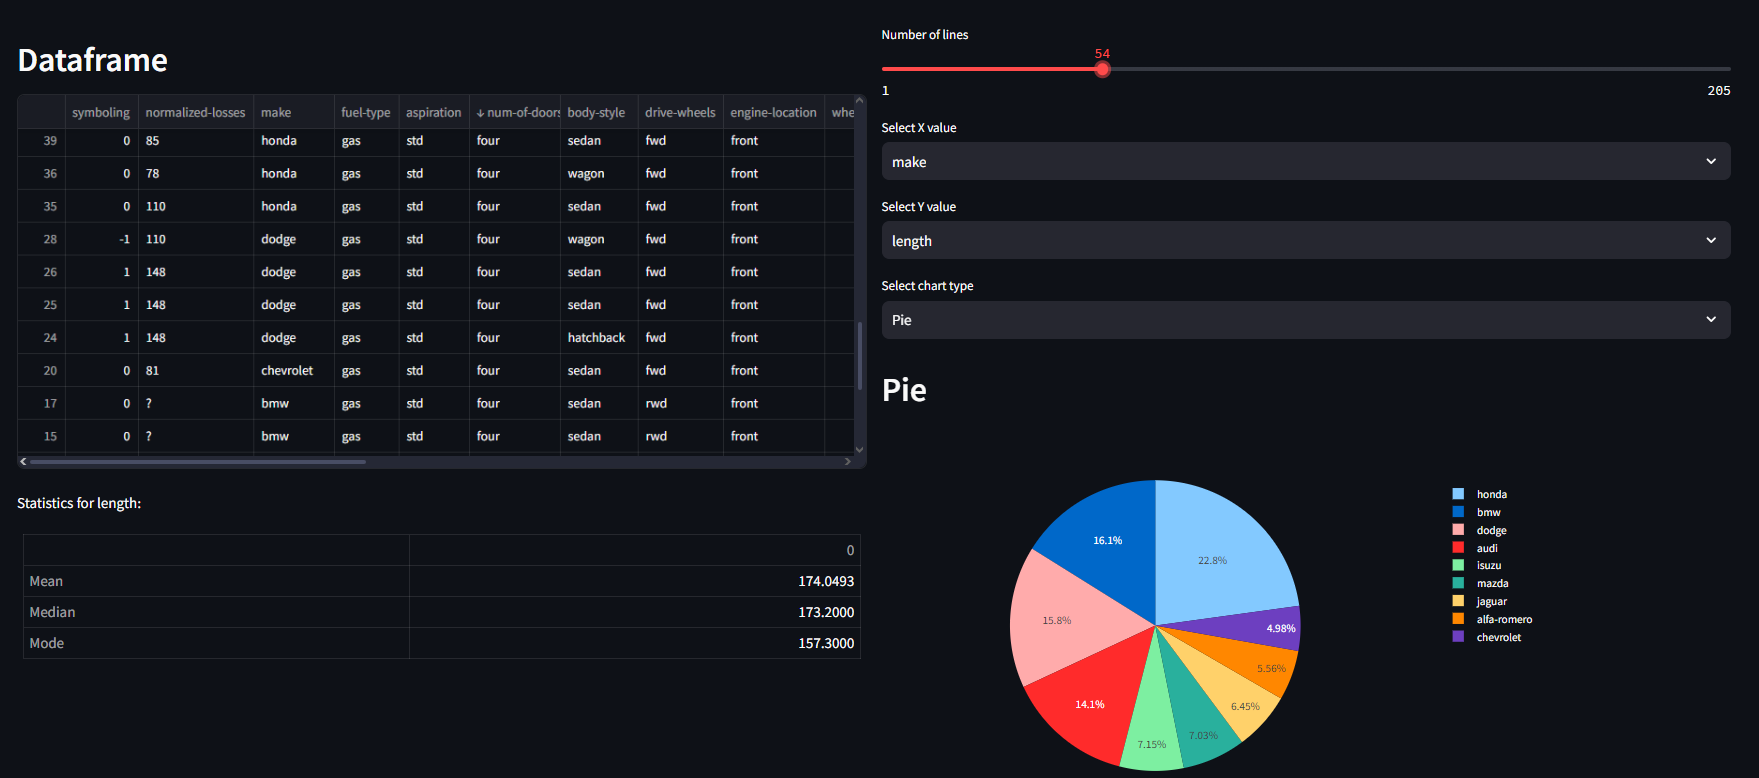 Dataframe
symboling normalized-losses make fuel-type aspiration ↓ num-of-doors body-style drive-wheels engine-location whe
39 0 85 honda gas std four sedan fwd front
36 0 78 honda gas std four wagon fwd front
35 0 110 honda gas std four sedan fwd front
28 -1 110 dodge gas std four wagon fwd front
26 1 148 dodge gas std four sedan fwd front
25 1 148 dodge gas std four sedan fwd front
24 1 148 dodge gas std four hatchback fwd front
20 0 81 chevrolet gas std four sedan fwd front
17 0 ? bmw gas std four sedan rwd front
15 0 ? bmw gas std four sedan rwd front
Statistics for length:
0
Mean 174.0493
Median 173.2000
Mode 157.3000
Number of lines
54
1 205
Select X value
make
Select Y value
length
Select chart type
Pie
Pie
22.8%
4.98%
5.56%
6.45%
7.03%
7.15%
14.1%
15.8%
16.1%
honda
bmw
dodge
audi
isuzu
mazda
jaguar
alfa-romero
chevrolet